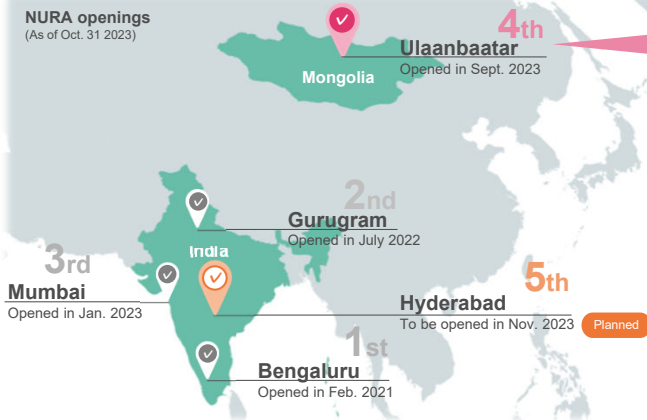 NURA openings
(As of Oct. 31 2023)
4th
Ulaanbaatar
Opened in Sept. 2023
Mongolia
2nd
Gurugram
Opened in July 2022
India
3rd
Mumbai
Opened in Jan. 2023
5th
Hyderabad
To be opened in Nov. 2023
Planned
1st
Bengaluru
Opened in Feb. 2021